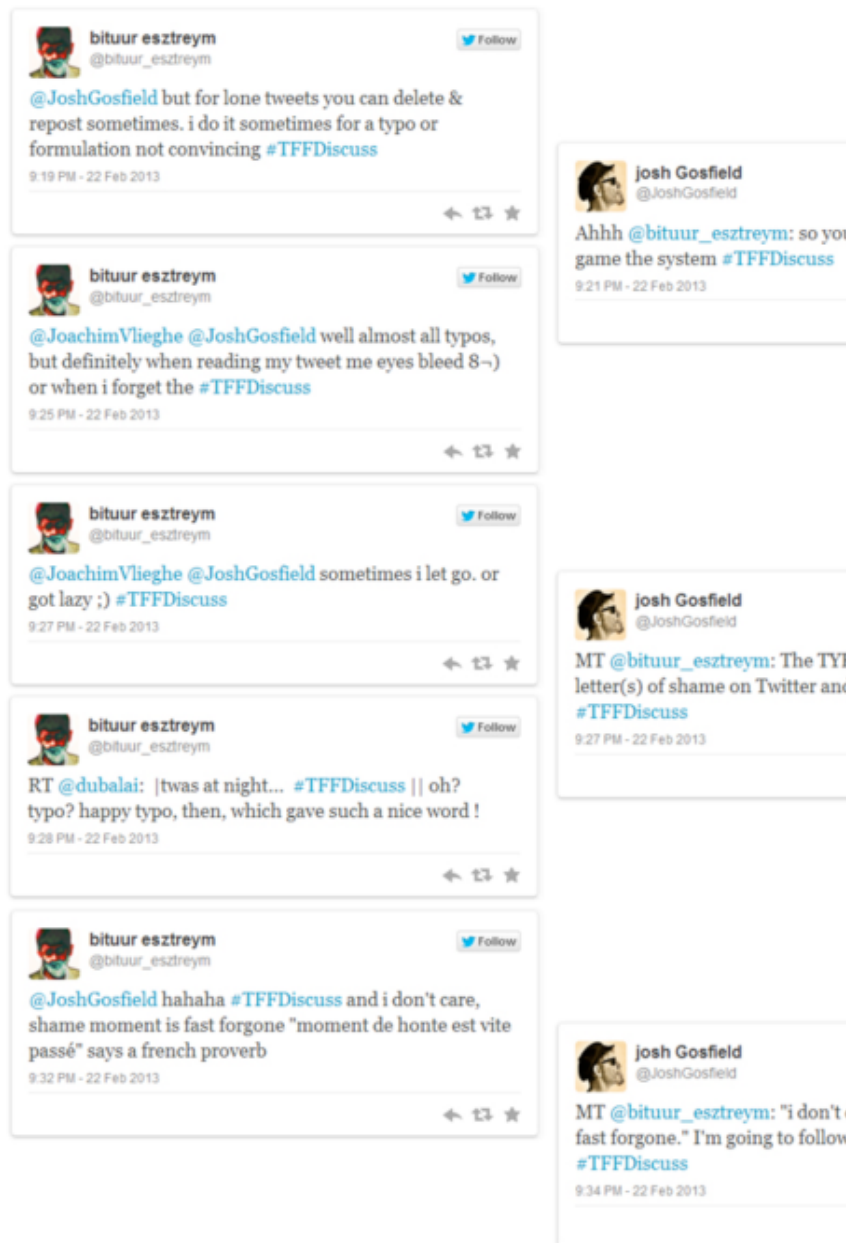 bituur esztreym
@bituur_esztreym
Follow
@JoshGosfield but for lone tweets you can delete &
repost sometimes. i do it sometimes for a typo or
formulation not convincing #TFFDiscuss
9:19 PM - 22 Feb 2013
josh Gosfield
@JoshGosfield
Ahhh @bituur_esztreym: so you
game the system #TFFDiscuss
9:21 PM - 22 Feb 2013
bituur esztreym
@bituur_esztreym
Follow
@JoachimVlieghe @JoshGosfield well almost all typos,
but definitely when reading my tweet me eyes bleed 8¬)
or when i forget the #TFFDiscuss
9:25 PM - 22 Feb 2013
bituur esztreym
@bituur_esztreym
Follow
@JoachimVlieghe @JoshGosfield sometimes i let go. or
got lazy ;) #TFFDiscuss
9:27 PM - 22 Feb 2013
josh Gosfield
@JoshGosfield
MT @bituur_esztreym: The
letter(s) of shame on Twitter and
#TFFDiscuss
9:27 PM - 22 Feb 2013
bituur esztreym
@bituur_esztreym
Follow
RT @dubalai: |twas at night... #TFFDiscuss || oh?
typo? happy typo, then, which gave such a nice word !
9:28 PM - 22 Feb 2013
bituur esztreym
@bituur_esztreym
Follow
@JoshGosfield hahaha #TFFDiscuss and i don't care,
shame moment is fast forgone "moment de honte est vite
passé" says a french proverb
9:32 PM - 22 Feb 2013
josh Gosfield
@JoshGosfield
MT @bituur_esztreym: "i don't
fast forgone." I'm going to follow
#TFFDiscuss
9:34 PM - 22 Feb 2013